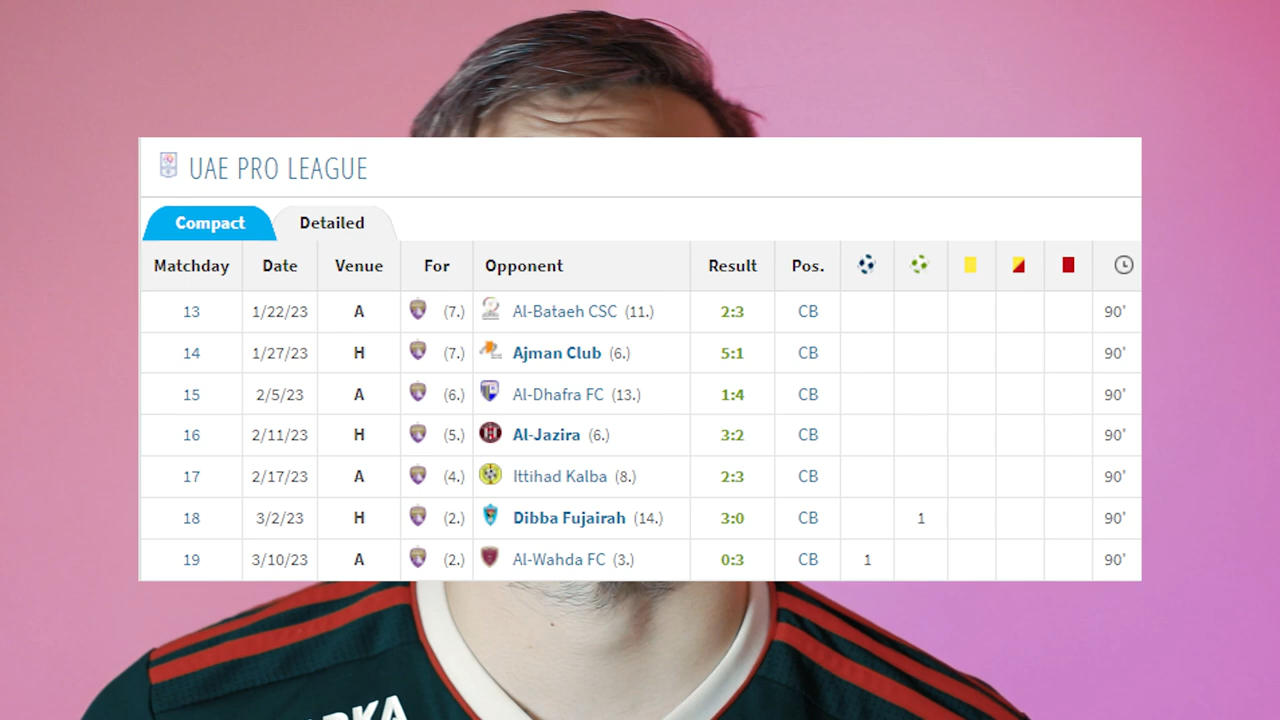 UAE PRO LEAGUE
Compact Detailed
Matchday Date Venue For Opponent Result Pos.
13 1/22/23 A (7.) Al-Bataeh CSC (11.) 2:3 CB 90'
14 1/27/23 H (7.) Ajman Club (6.) 5:1 CB 90'
15 2/5/23 A (6.) Al-Dhafra FC (13.) 1:4 CB 90'
16 2/11/23 H (5.) Al-Jazira (6.) 3:2 CB 90'
17 2/17/23 A (4.) Ittihad Kalba (8.) 2:3 CB 90'
18 3/2/23 H (2.) Dibba Fujairah (14.) 3:0 CB 1 90'
19 3/10/23 A (2.) Al-Wahda FC (3.) 0:3 CB 1 90'